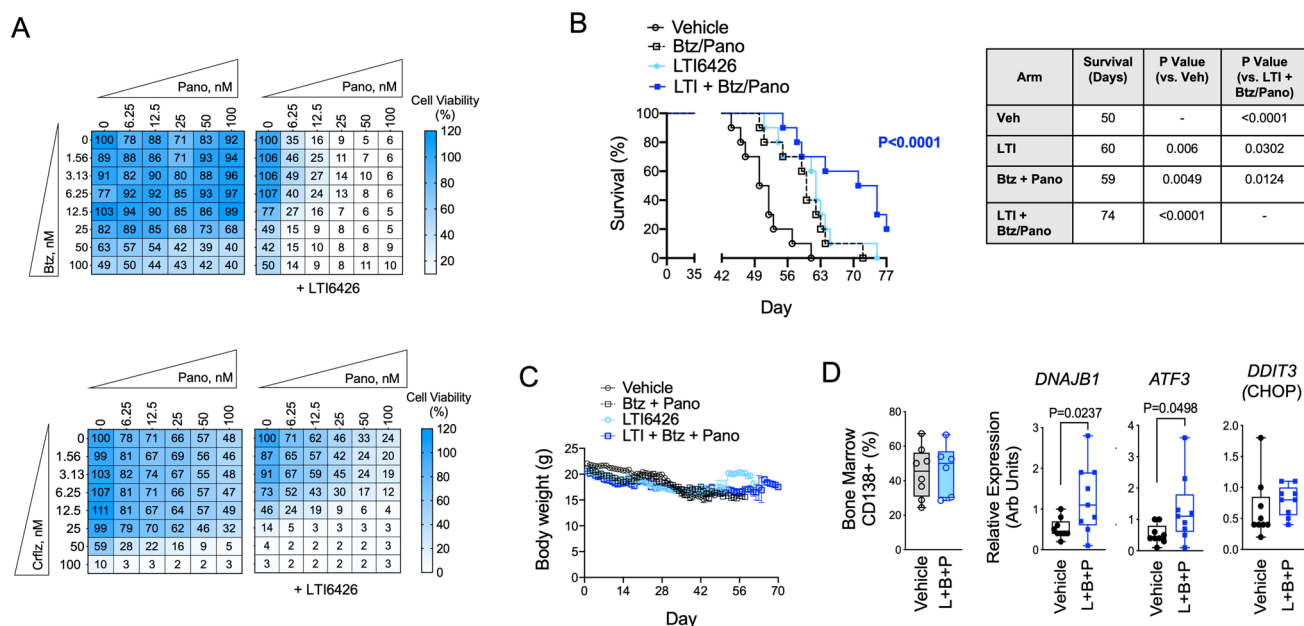 A
Pano, nM
Pano, nM
0 6.25 12.5 25 50 100
0 6.25 12.5 25 50 100
Cell Viability
(%)
Btz, nM
0 100 78 88 71 83 92
1.56 89 88 86 71 93 94
3.13 91 82 90 80 88 96
6.25 77 92 92 85 93 97
12.5 103 94 90 85 86 99
25 82 89 85 68 73 68
50 63 57 54 42 39 40
100 49 50 44 43 42 40
100 35 16 9 5 6
106 46 25 11 7 6
106 49 27 14 10 6
107 40 24 13 8 6
77 27 16 7 6 5
49 15 9 8 6 6
42 10 15 8 8 9
50 14 9 8 11 10
120
100
80
60
40
20
+ LTI6426
Pano, nM
Pano, nM
0 6.25 12.5 25 50 100
0 6.25 12.5 25 50 100
Cell Viability
(%)
Crflz, nM
0 100 78 71 66 57 48
1.56 99 81 67 69 56 46
3.13 103 82 74 67 55 48
6.25 107 81 71 66 57 47
12.5 111 81 67 64 57 49
25 99 79 70 62 46 32
50 59 28 22 16 9 5
100 10 3 3 2 3 3
100 71 62 46 33 24
87 65 57 42 24 20
91 67 59 45 24 19
73 52 43 30 17 12
46 24 19 9 6 4
14 5 3 3 2 3
4 2 2 2 2 3
3 2 2 2 3 3
120
100
80
60
40
20
0
+ LTI6426
B
Vehicle
Btz/Pano
LTI6426
LTI + Btz/Pano
P<0.0001
Survival (%)
100
80
60
40
20
0
0 35 42 49 56 63 70 77
Day
Arm Survival (Days) P Value (vs. Veh) P Value (vs. LTI + Btz/Pano)
Veh 50 - <0.0001
LTI 60 0.006 0.0302
Btz + Pano 59 0.0049 0.0124
LTI + Btz/Pano 74 <0.0001 -
C
Vehicle
Btz + Pano
LTI6426
LTI + Btz + Pano
Body weight (g)
25
20
15
10
5
0
0 14 28 42 56 70
Day
D
Bone Marrow
CD138+ (%)
80
60
40
20
0
Vehicle
L+B+P
Relative Expression
(Arb Units)
DNAJB1
P=0.0237
3
2
1
0
Vehicle
L+B+P
ATF3
P=0.0498
4
3
2
1
0
Vehicle
L+B+P
DDIT3
(CHOP)
2.0
1.5
1.0
0.5
0.0
Vehicle
L+B+P